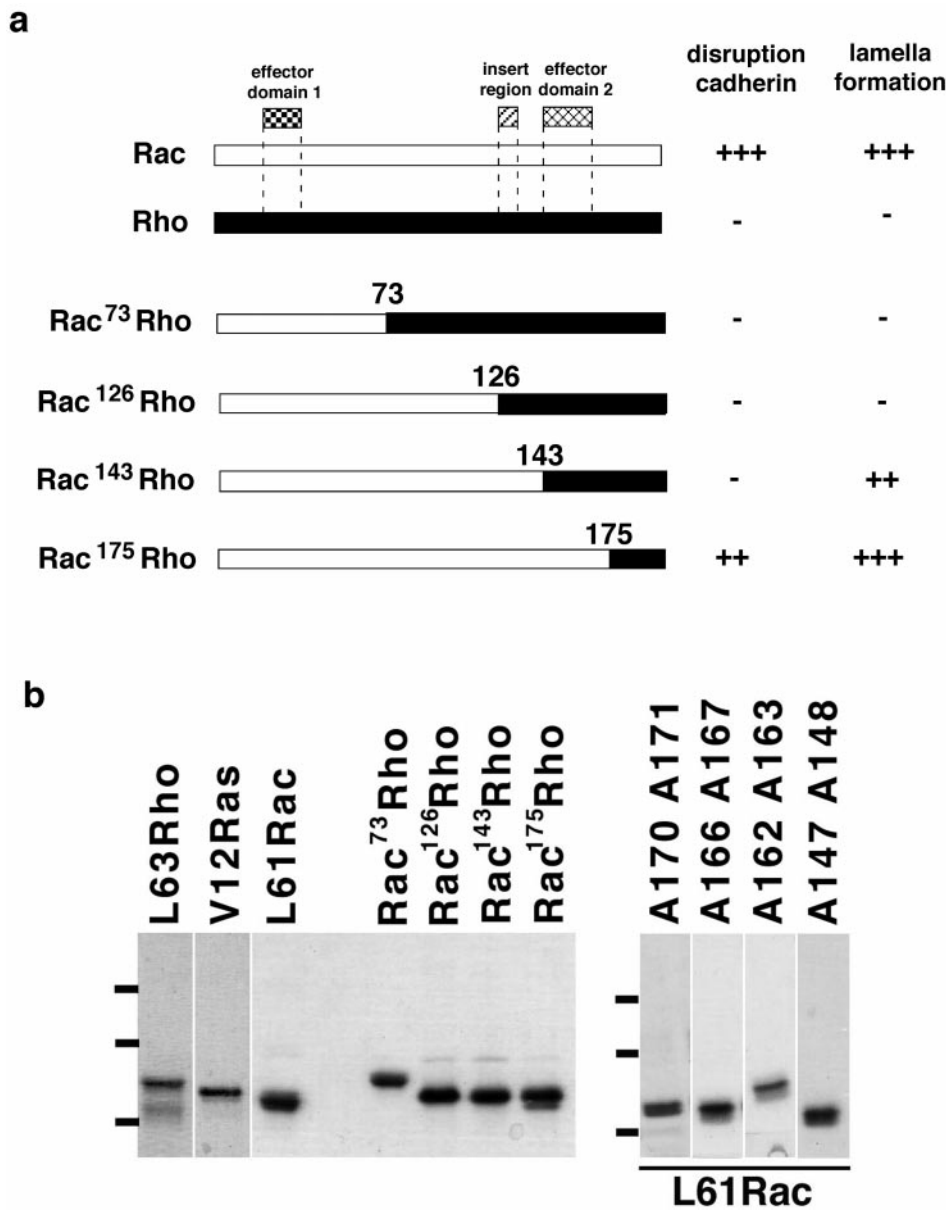 a
disruption cadherin
lamella formation
effector domain 1
insert region
effector domain 2
Rac +++ +++
Rho - -
73
Rac73Rho - -
126
Rac126Rho - -
143
Rac143Rho - ++
175
Rac175Rho ++ +++
b
L63Rho
V12Ras
L61Rac
Rac73Rho
Rac126Rho
Rac143Rho
Rac175Rho
A170 A171
A166 A167
A162 A163
A147 A148
L61Rac